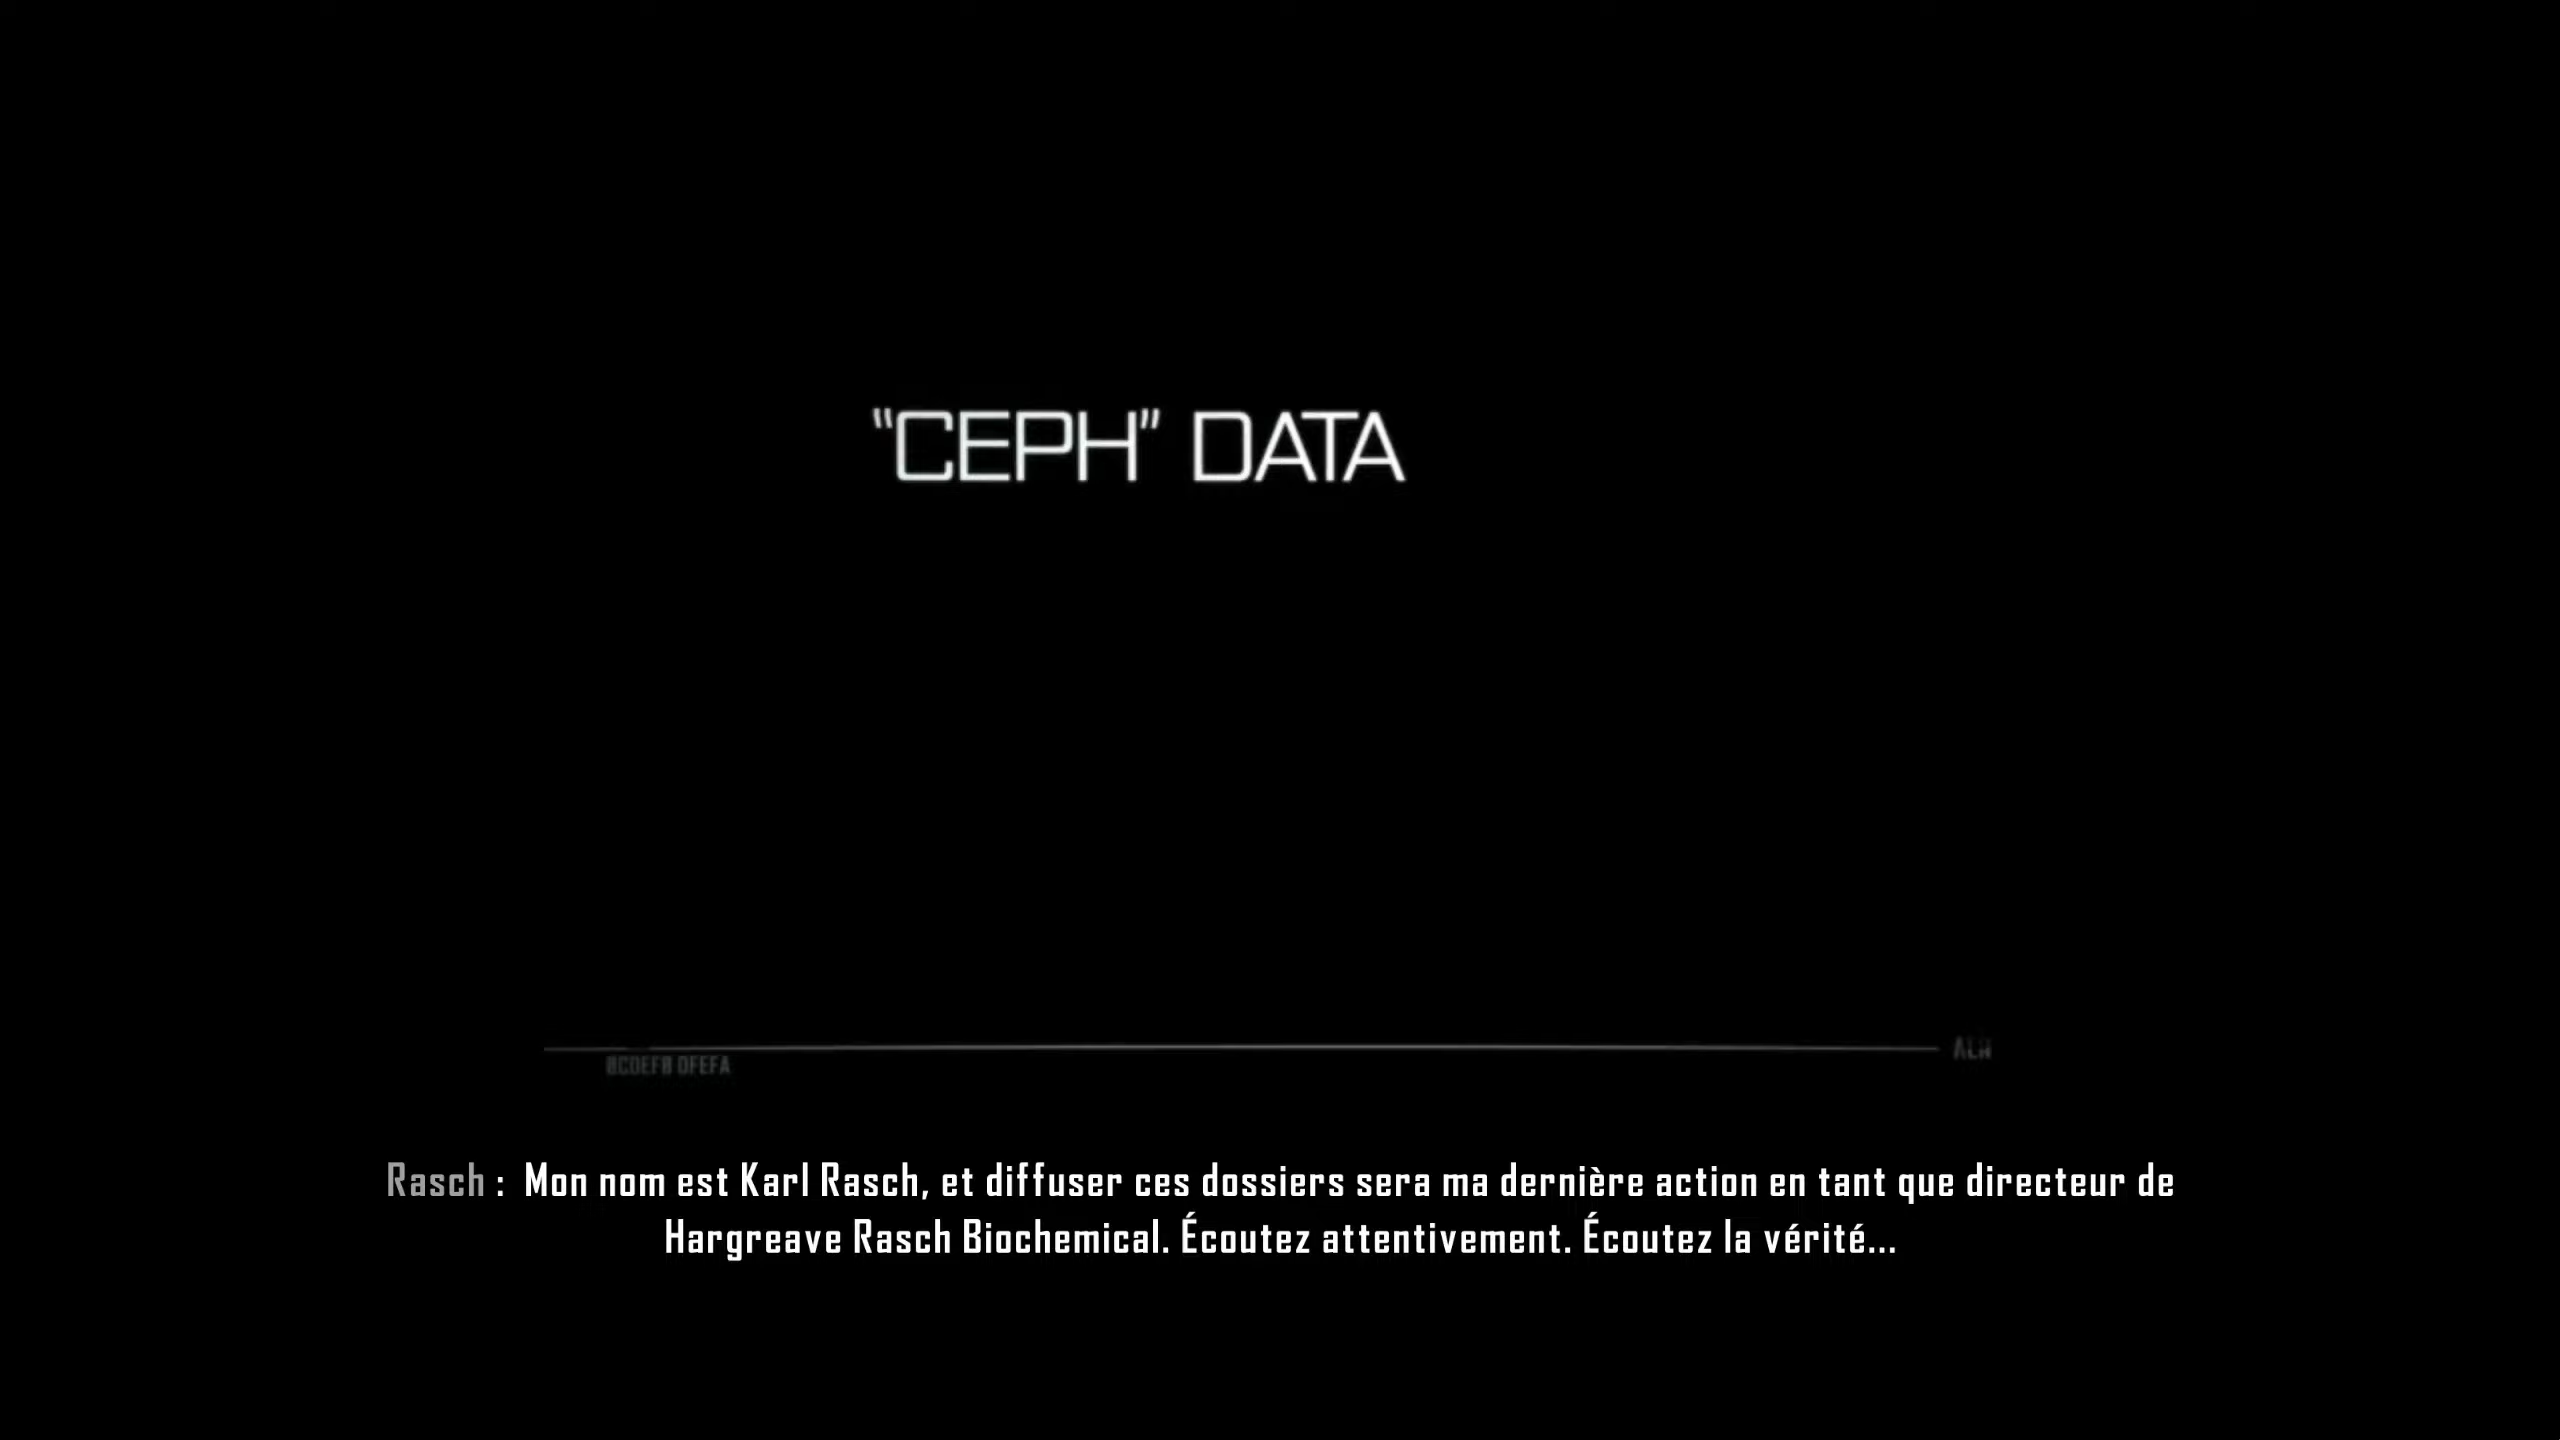 "CEPH" DATA
Rasch : Mon nom est Karl Rasch, et diffuser ces dossiers sera ma dernière action en tant que directeur de
Hargreave Rasch Biochemical. Écoutez attentivement. Écoutez la vérité...